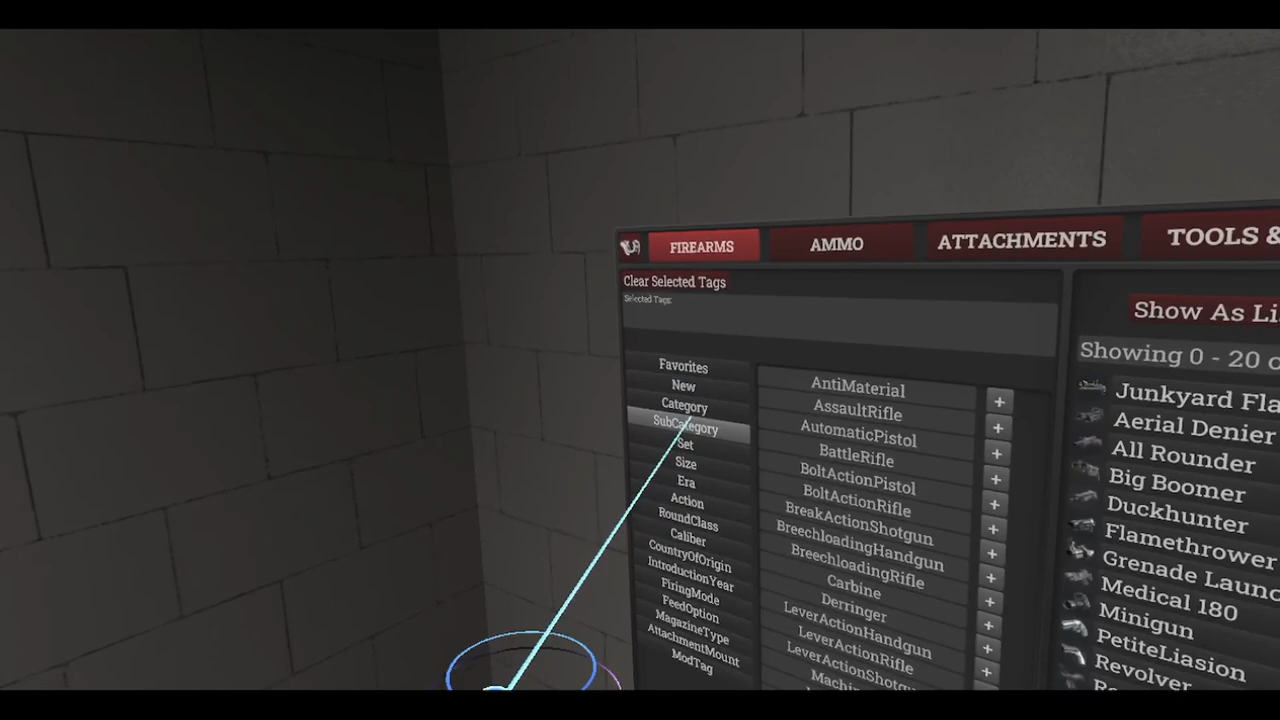 FIREARMS
AMMO
ATTACHMENTS
TOOLS &
Clear Selected Tags
Selected Tags:
Favorites
New
Category
SubCategory
Set
Size
Era
Action
RoundClass
Caliber
CountryOfOrigin
IntroductionYear
FiringMode
FeedOption
MagazineType
AttachmentMount
ModTag
AntiMaterial +
AssaultRifle +
AutomaticPistol +
BattleRifle +
BoltActionPistol +
BoltActionRifle +
BreakActionShotgun +
BreechloadingHandgun +
BreechloadingRifle +
Carbine +
Derringer +
LeverActionHandgun +
LeverActionRifle
LeverActionShotgu
Machi
Show As Li
Showing 0 - 20 o
Junkyard Fla
Aerial Denier
All Rounder
Big Boomer
Duckhunter
Flamethrower
Grenade Launc
Medical 180
Minigun
PetiteLiasion
Revolver